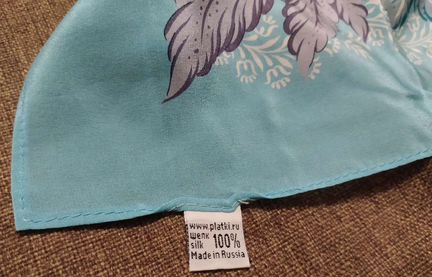 www.platki.ru
шелк
silk 100%
Made in Russia